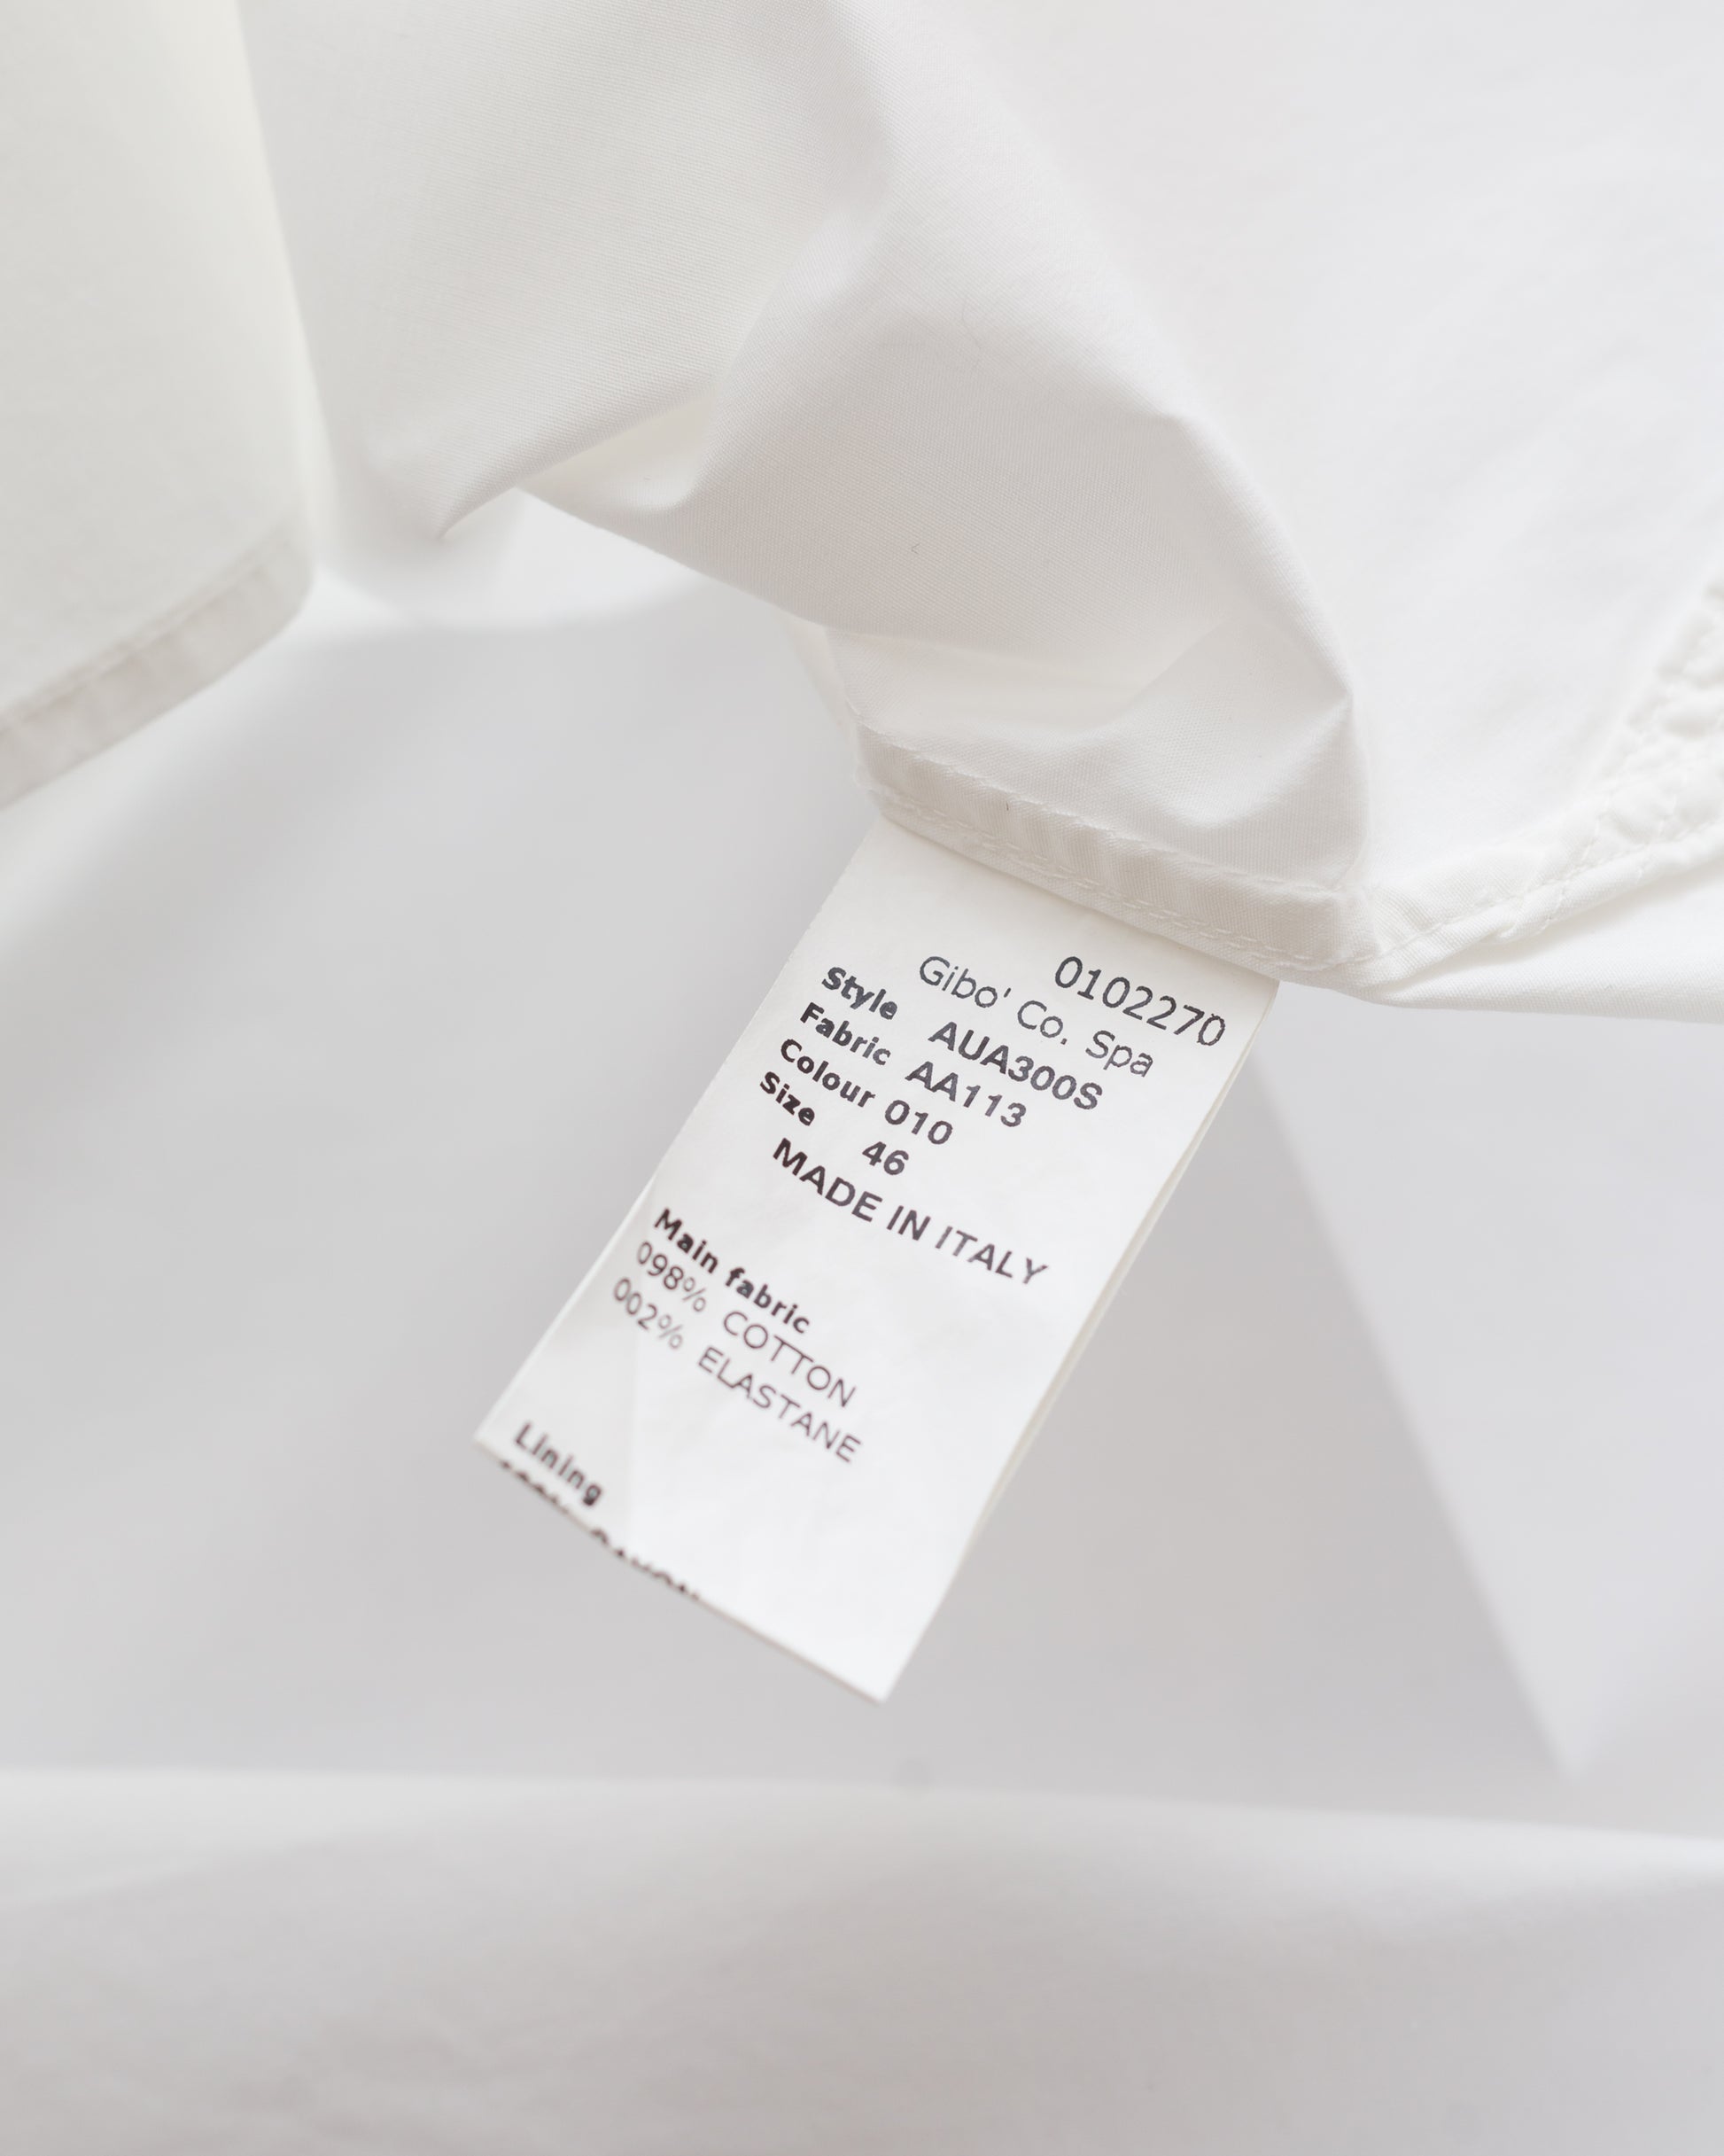 0102270
Gibo' Co. Spa
Style AUA300S
Fabric AA113
Colour 010
Size 46
MADE IN ITALY
Main fabric
098% COTTON
002% ELASTANE
Lining